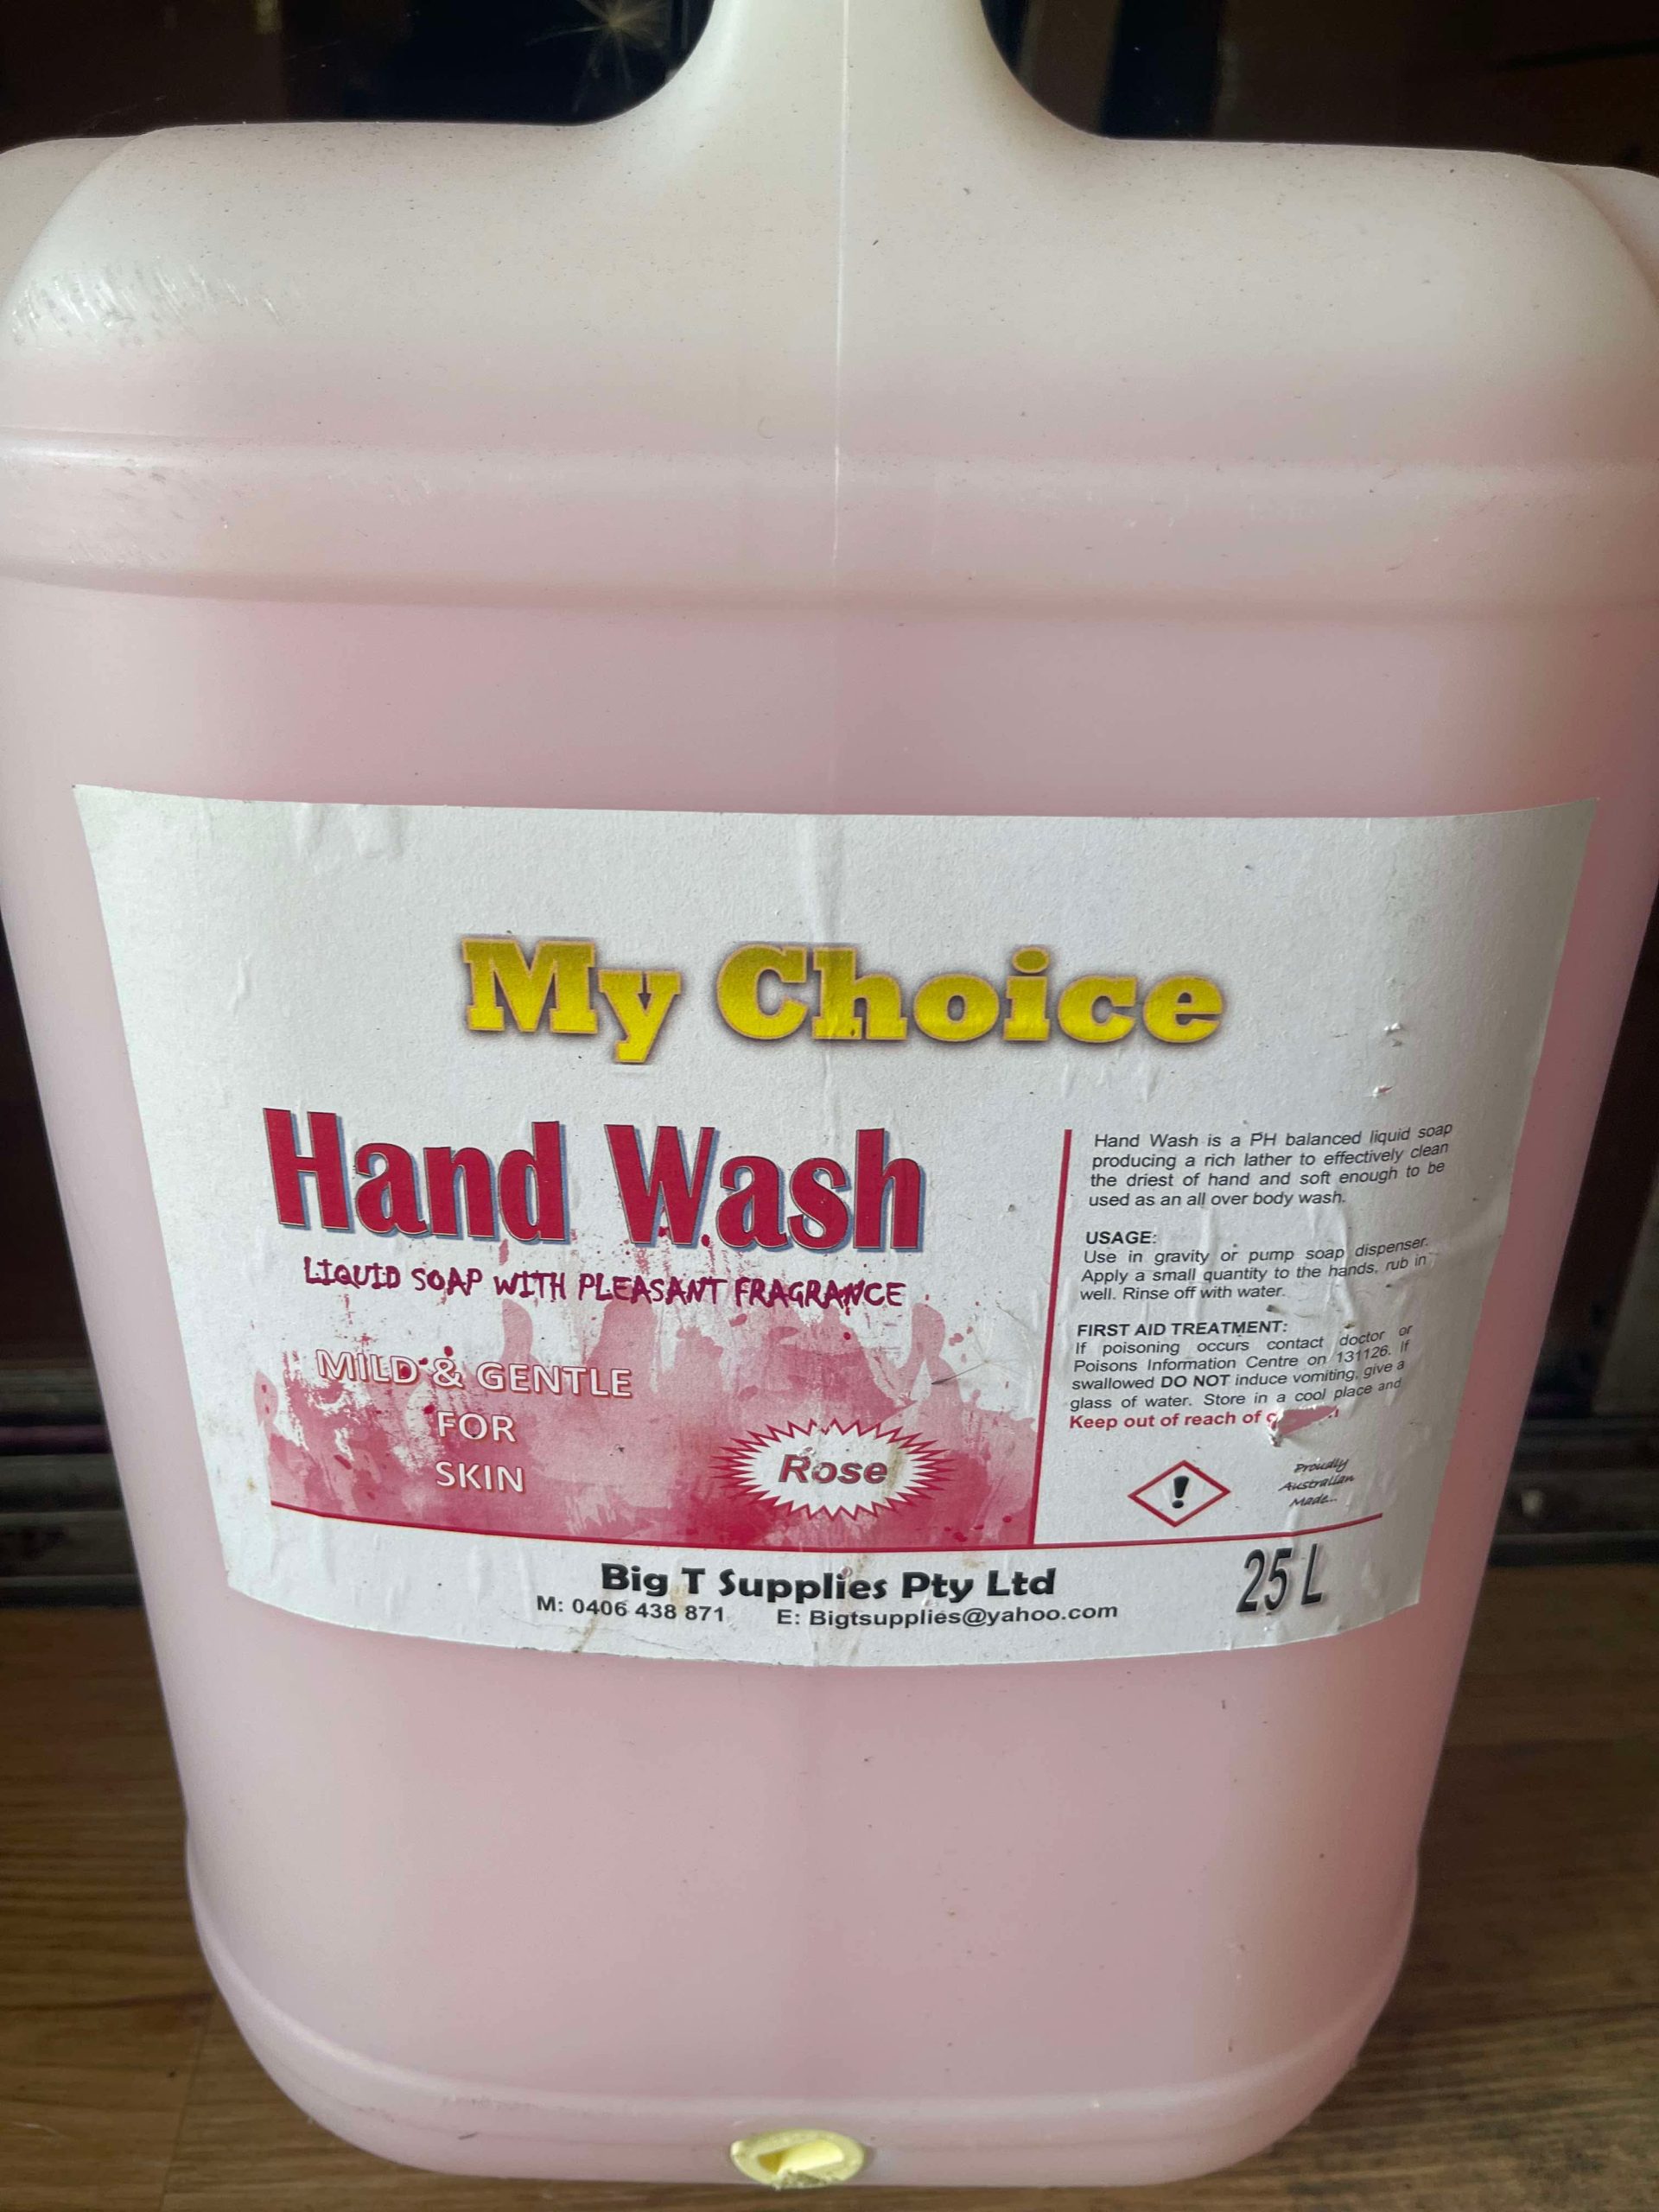 My Choice
Hand Wash
LIQUID SOAP WITH PLEASANT FRAGRANCE
MILD & GENTLE
FOR
SKIN
Rose
Hand Wash is a PH balanced liquid soap
producing a rich lather to effectively clean
the driest of hand and soft enough to be
used as an all over body wash.
USAGE:
Use in gravity or pump soap dispenser.
Apply a small quantity to the hands, rub in
well. Rinse off with water.
FIRST AID TREATMENT:
If poisoning occurs contact doctor or
Poisons Information Centre on 131126. If
swallowed DO NOT induce vomiting, give a
glass of water. Store in a cool place and
Keep out of reach of
Proudly
Australian
Made...
Big T Supplies Pty Ltd
25 L
M: 0406 438 871 E: Bigtsupplies@yahoo.com